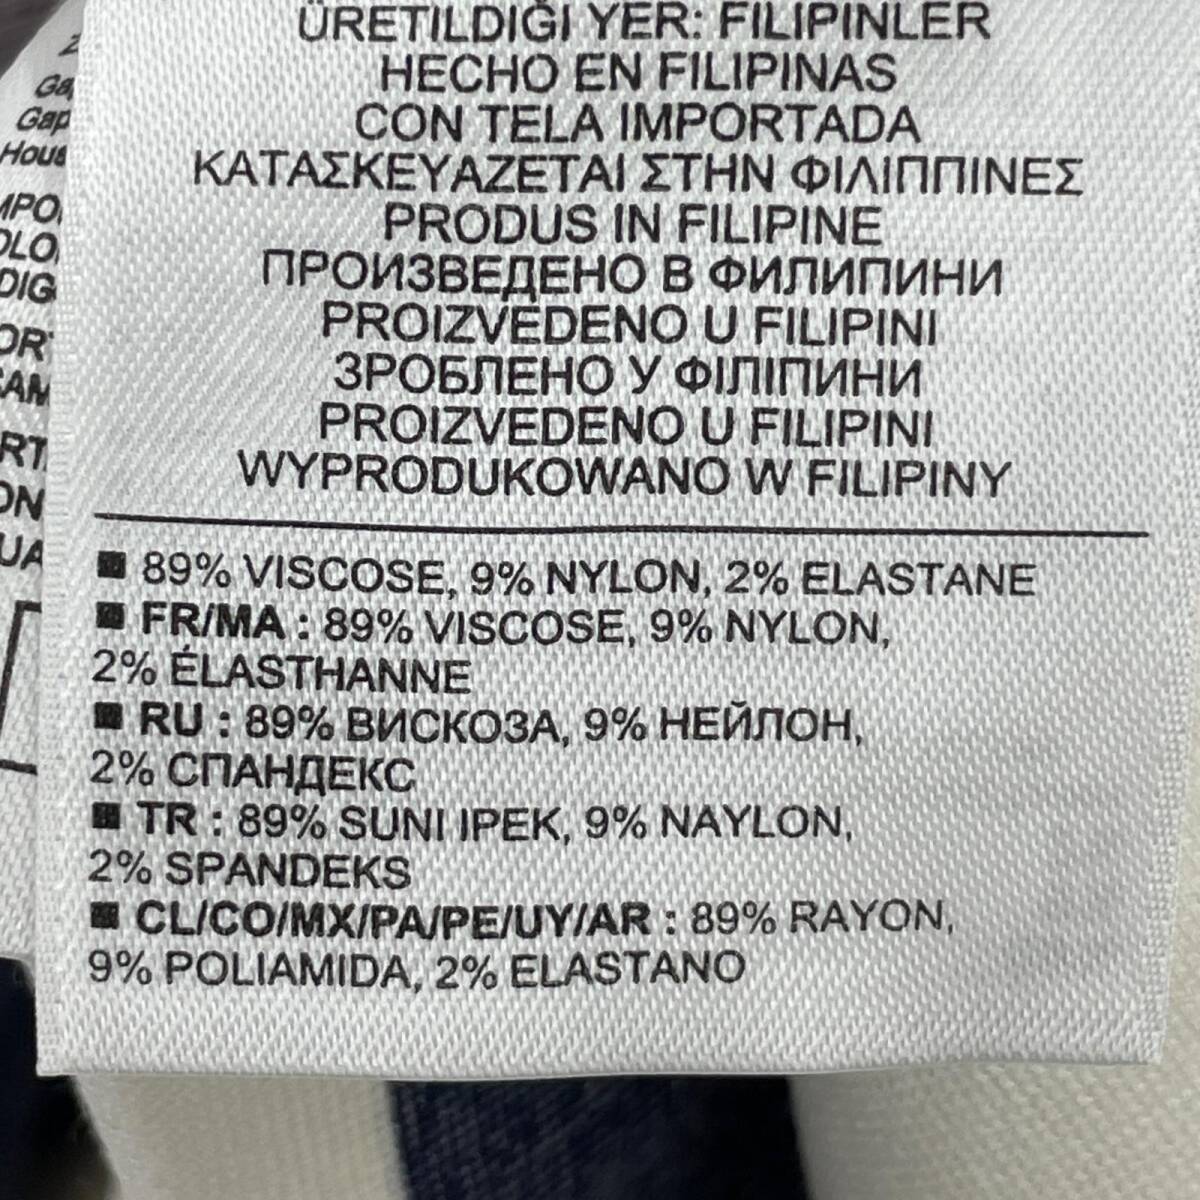 ÜRETILDIĞI YER: FILIPINLER
HECHO EN FILIPINAS
CON TELA IMPORTADA
ΚΑΤΑΣΚΕΥΑΖΕΤΑΙ ΣΤΗΝ ΦΙΛΙΠΠΙΝΕΣ
PRODUS IN FILIPINE
ПРОИЗВЕДЕНО В ФИЛИПИНИ
PROIZVEDENO U FILIPINI
ЗРОБЛЕНО У ФІЛІПИНИ
PROIZVEDENO U FILIPINI
WYPRODUKOWANO W FILIPINY
■ 89% VISCOSE, 9% NYLON, 2% ELASTANE
■ FR/MA : 89% VISCOSE, 9% NYLON,
2% ÉLASTHANNE
■ RU : 89% ВИСКОЗА, 9% НЕЙЛОН,
2% СПАНДЕКС
■ TR : 89% SUNI IPEK, 9% NAYLON,
2% SPANDEKS
■ CL/CO/MX/PA/PE/UY/AR : 89% RAYON,
9% POLIAMIDA, 2% ELASTANO
Gap